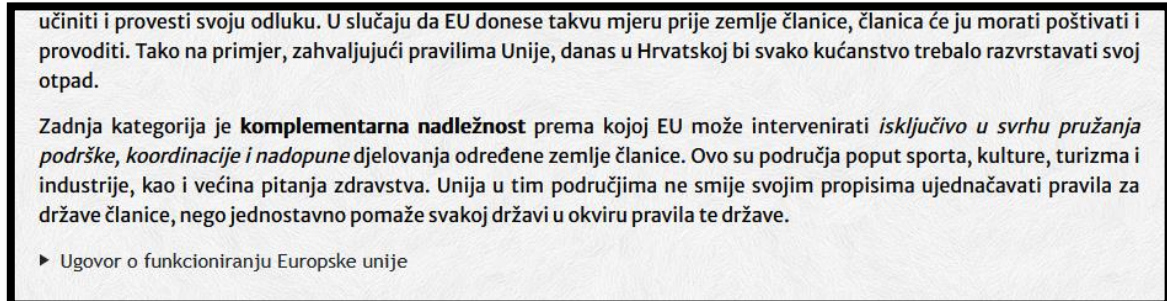 učiniti i provesti svoju odluku. U slučaju da EU donese takvu mjeru prije zemlje članice, članica će ju morati poštivati i
provoditi. Tako na primjer, zahvaljujući pravilima Unije, danas u Hrvatskoj bi svako kućanstvo trebalo razvrstavati svoj
otpad.
Zadnja kategorija je komplementarna nadležnost prema kojoj EU može intervenirati isključivo u svrhu pružanja
podrške, koordinacije i nadopune djelovanja određene zemlje članice. Ovo su područja poput sporta, kulture, turizma i
industrije, kao i većina pitanja zdravstva. Unija u tim područjima ne smije svojim propisima ujednačavati pravila za
države članice, nego jednostavno pomaže svakoj državi u okviru pravila te države.
▶ Ugovor o funkcioniranju Europske unije